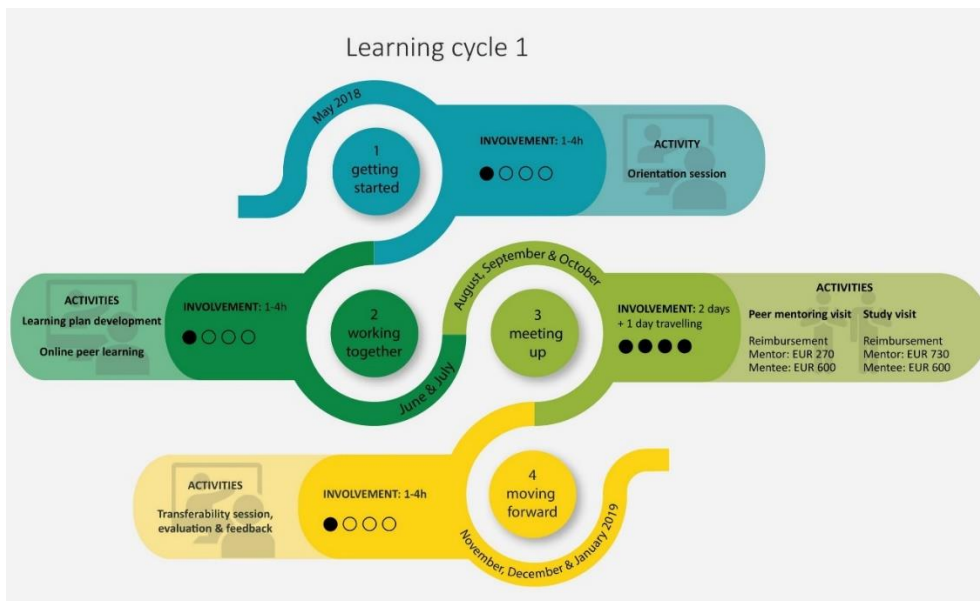 Learning cycle 1
May 2018
1
getting
started
INVOLVEMENT: 1-4h
ACTIVITY
Orientation session
ACTIVITIES
Learning plan development
Online peer learning
INVOLVEMENT: 1-4h
2
working
together
June & July
August, September & October
3
meeting
up
INVOLVEMENT: 2 days
+ 1 day travelling
ACTIVITIES
Peer mentoring visit
Reimbursement
Mentor: EUR 270
Mentee: EUR 600
Study visit
Reimbursement
Mentor: EUR 730
Mentee: EUR 600
ACTIVITIES
Transferability session,
evaluation & feedback
INVOLVEMENT: 1-4h
4
moving
forward
November, December & January 2019